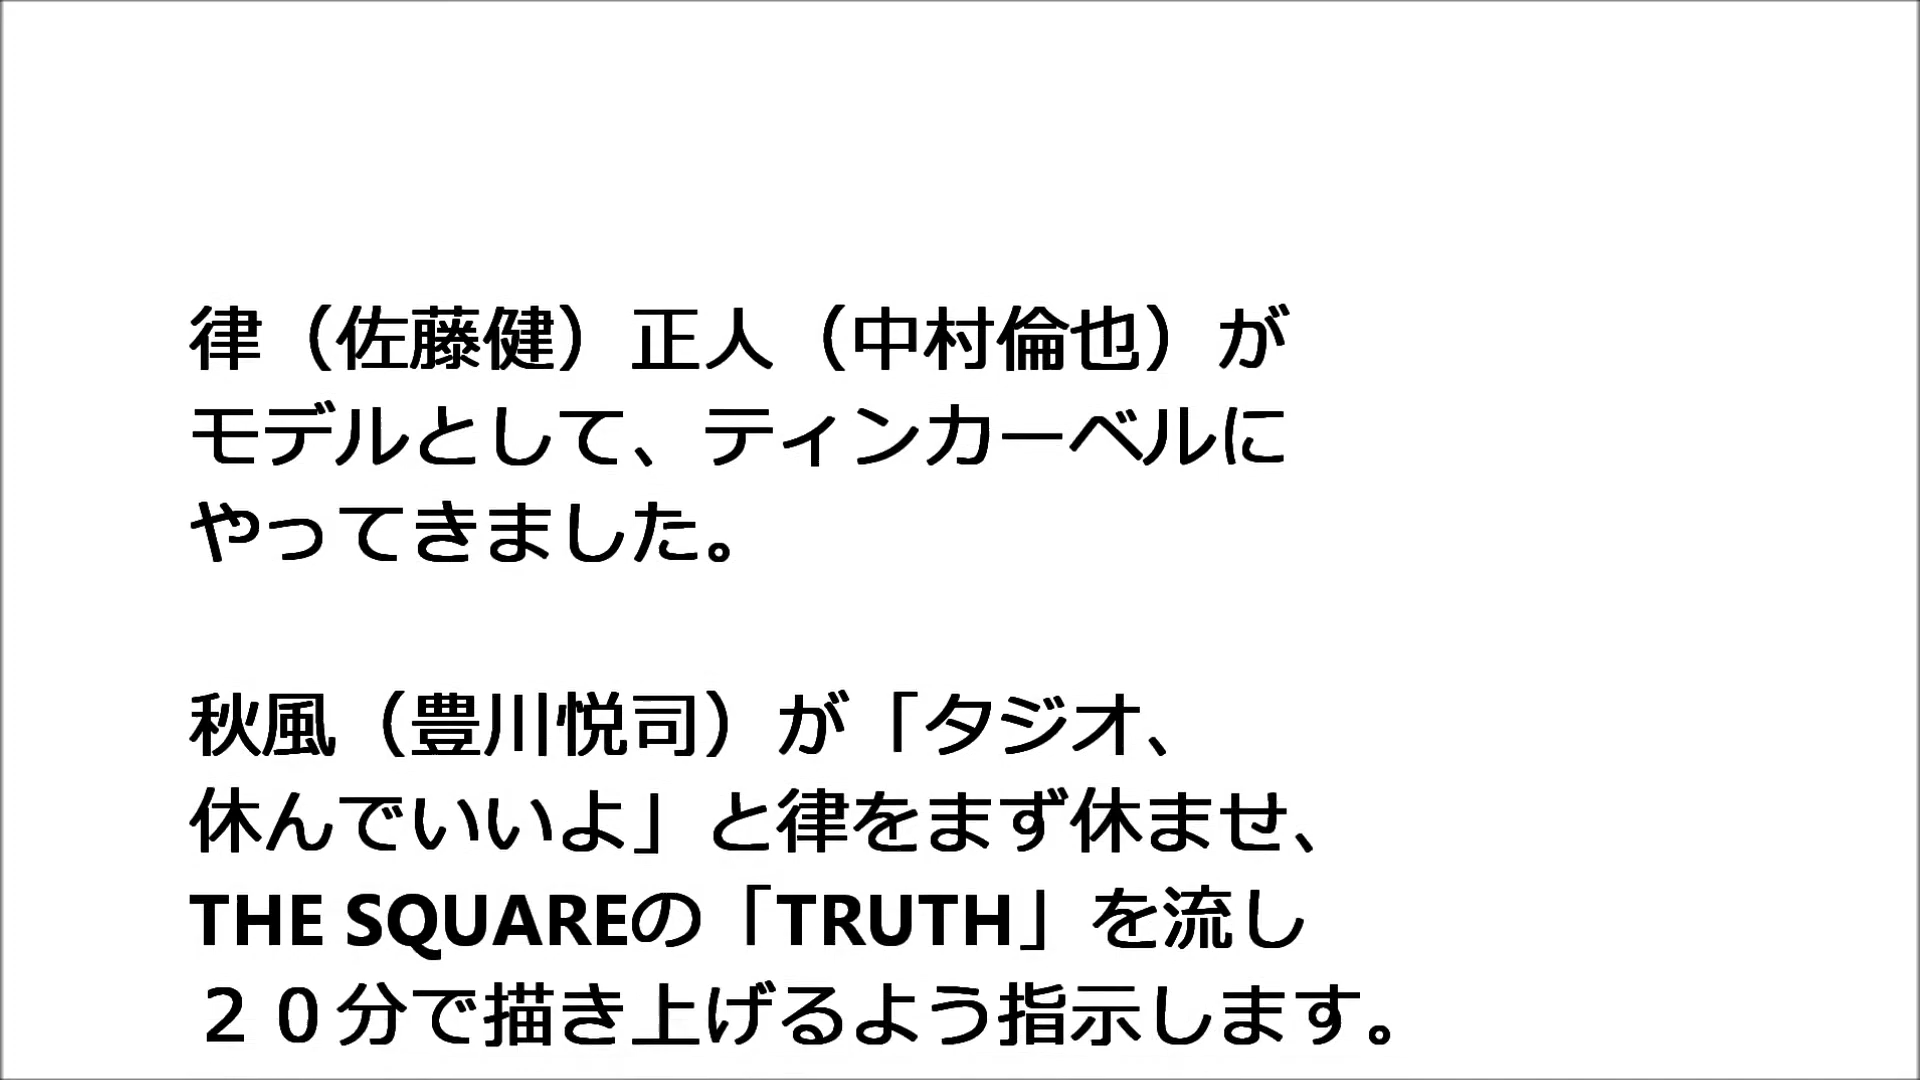 律（佐藤健）正人（中村倫也）が
モデルとして、ティンカーベルに
やってきました。
秋風（豊川悦司）が「タジオ、
休んでいいよ」と律をまず休ませ、
THE SQUAREの「TRUTH」を流し
２０分で描き上げるよう指示します。